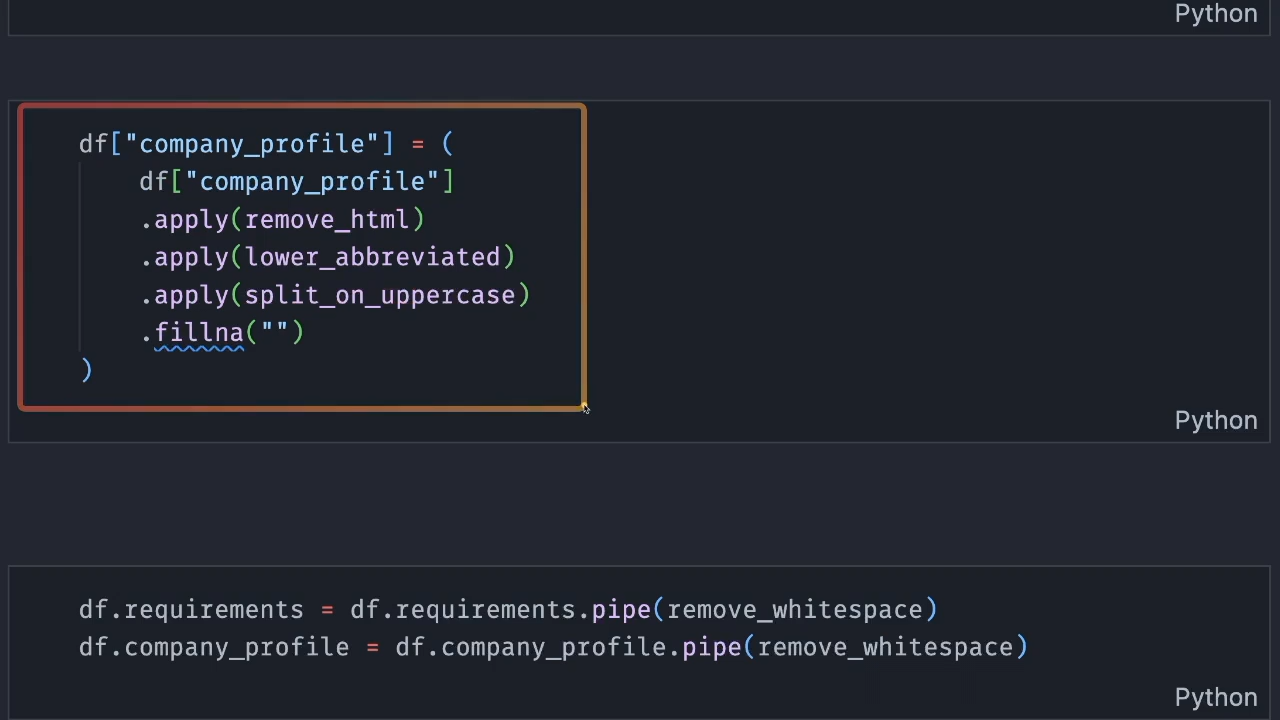 Python
df["company_profile"] = (
df["company_profile"]
.apply(remove_html)
.apply(lower_abbreviated)
.apply(split_on_uppercase)
.fillna("")
)
Python
df.requirements = df.requirements.pipe(remove_whitespace)
df.company_profile = df.company_profile.pipe(remove_whitespace)
Python